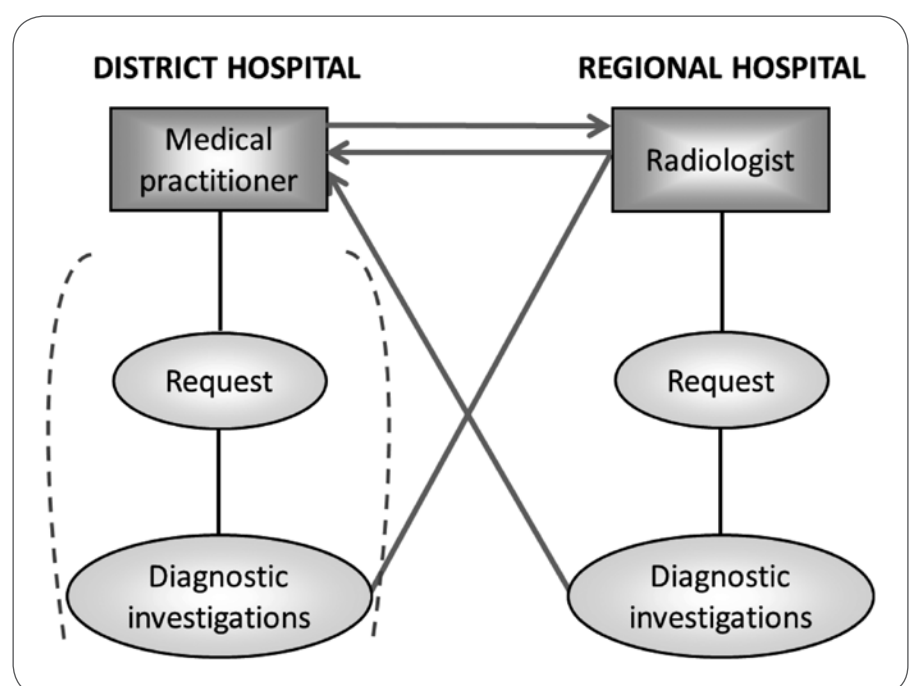 DISTRICT HOSPITAL
REGIONAL HOSPITAL
Medical
practitioner
Radiologist
Request
Request
Diagnostic
investigations
Diagnostic
investigations